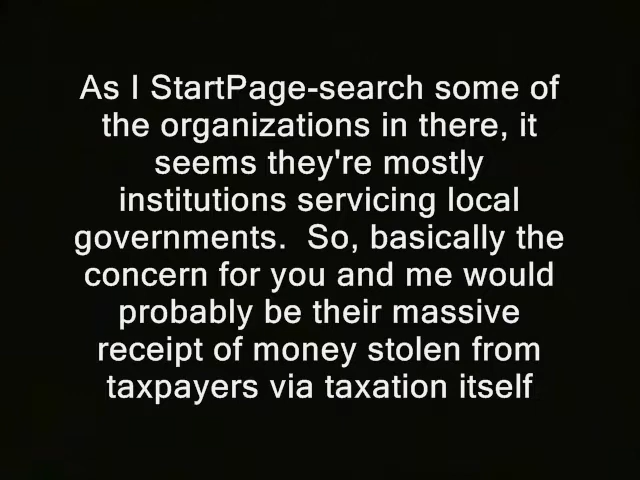 As I StartPage-search some of
the organizations in there, it
seems they're mostly
institutions servicing local
governments.  So, basically the
concern for you and me would
probably be their massive
receipt of money stolen from
taxpayers via taxation itself